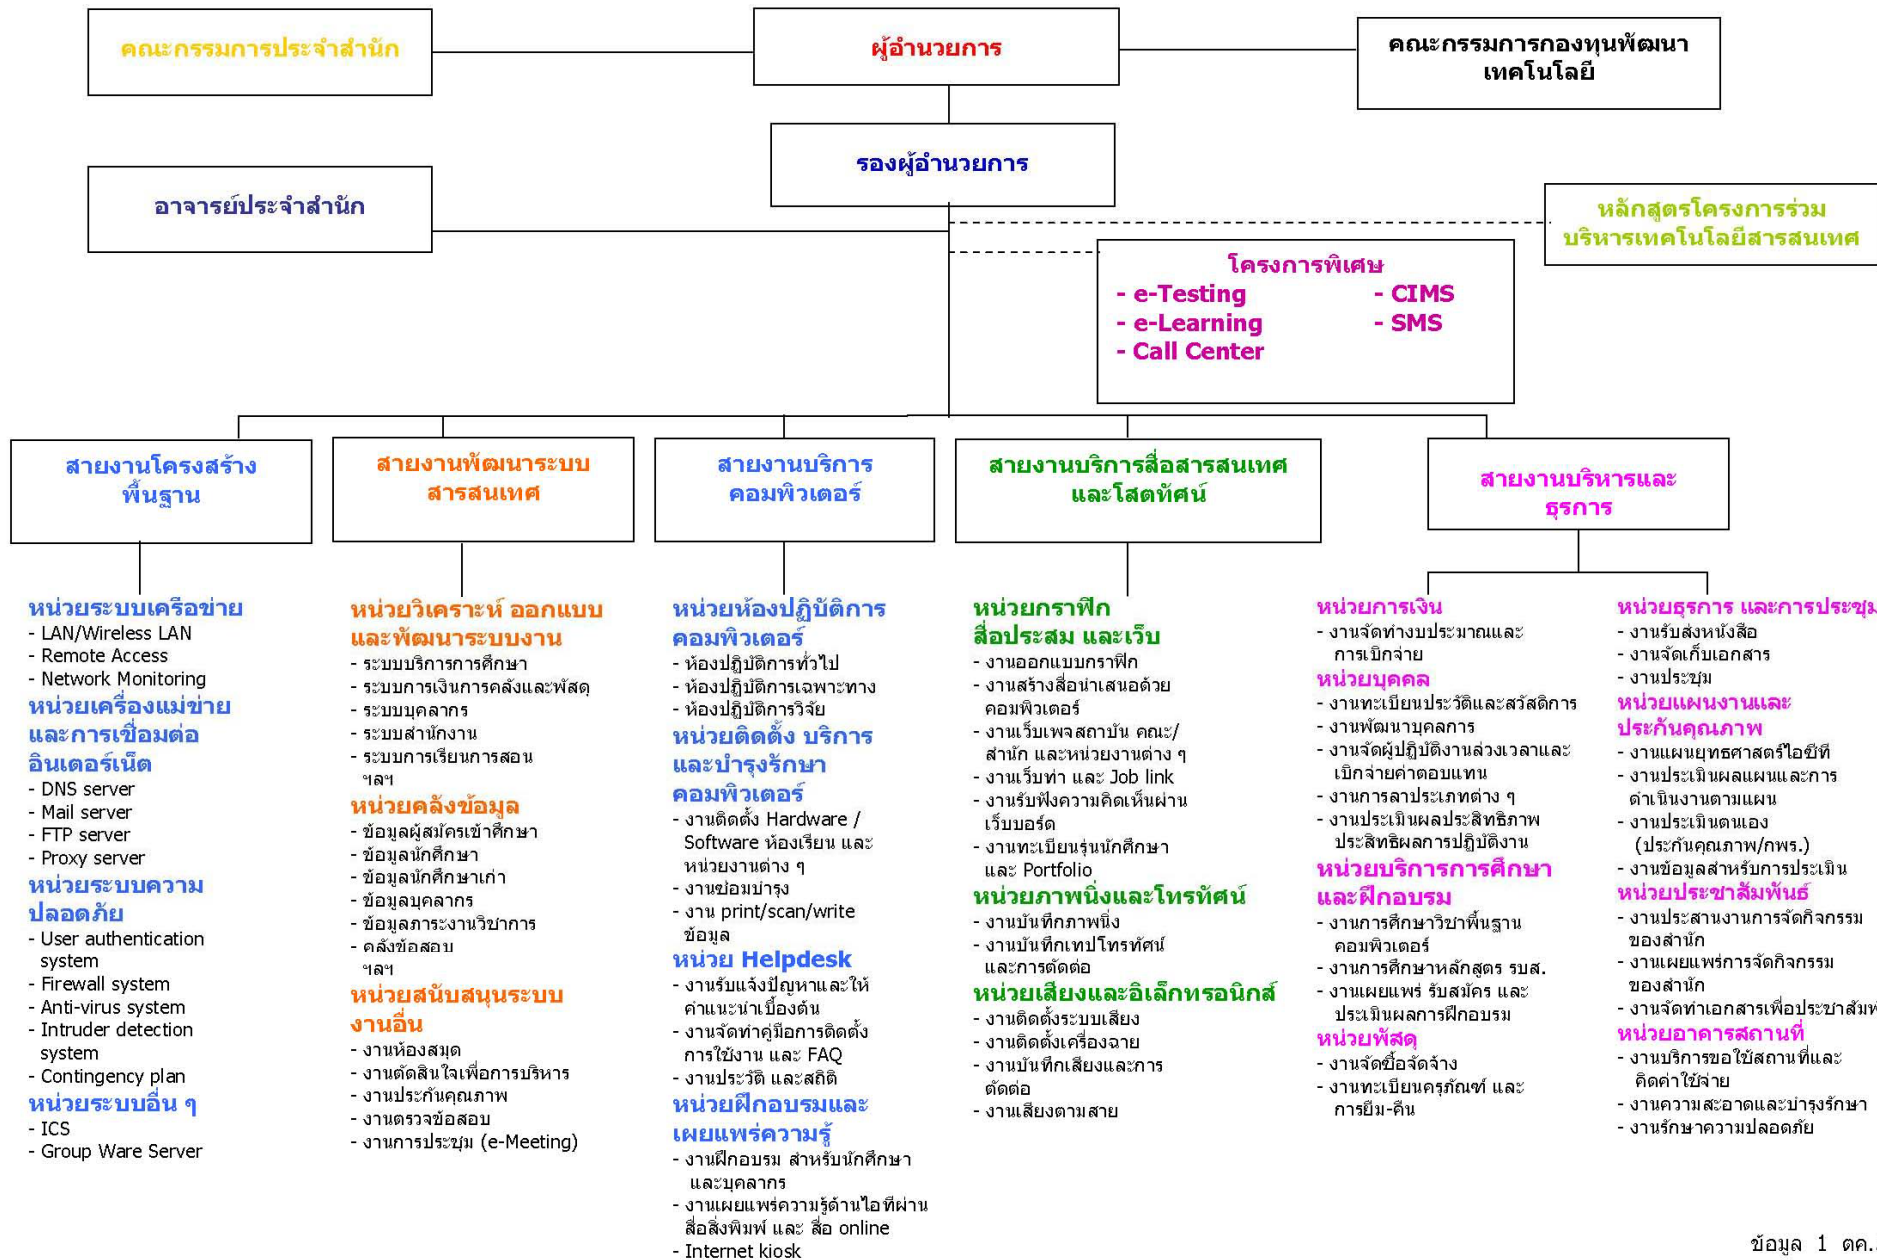 คณะกรรมการประจำสำนัก
ผู้อำนวยการ
คณะกรรมการกองทุนพัฒนา
เทคโนโลยี
รองผู้อำนวยการ
อาจารย์ประจำสำนัก
หลักสูตรโครงการร่วม
บริหารเทคโนโลยีสารสนเทศ
โครงการพิเศษ
- e-Testing - CIMS
- e-Learning - SMS
- Call Center
สายงานโครงสร้าง
พื้นฐาน
สายงานพัฒนาระบบ
สารสนเทศ
สายงานบริการ
คอมพิวเตอร์
สายงานบริการสื่อสารสนเทศ
และโสตทัศน์
สายงานบริหารและ
ธุรการ
หน่วยระบบเครือข่าย
- LAN/Wireless LAN
- Remote Access
- Network Monitoring
หน่วยเครื่องแม่ข่าย
และการเชื่อมต่อ
อินเตอร์เน็ต
- DNS server
- Mail server
- FTP server
- Proxy server
หน่วยระบบความ
ปลอดภัย
- User authentication
system
- Firewall system
- Anti-virus system
- Intruder detection
system
- Contingency plan
หน่วยระบบอื่น ๆ
- ICS
- Group Ware Server
หน่วยวิเคราะห์ ออกแบบ
และพัฒนาระบบงาน
- ระบบบริการการศึกษา
- ระบบการเงินการคลังและพัสดุ
- ระบบบุคลากร
- ระบบสำนักงาน
- ระบบการเรียนการสอน
ฯลฯ
หน่วยคลังข้อมูล
- ข้อมูลผู้สมัครเข้าศึกษา
- ข้อมูลนักศึกษา
- ข้อมูลนักศึกษาเก่า
- ข้อมูลบุคลากร
- ข้อมูลภาระงานวิชาการ
- คลังข้อสอบ
ฯลฯ
หน่วยสนับสนุนระบบ
งานอื่น
- งานห้องสมุด
- งานตัดสินใจเพื่อการบริหาร
- งานประกันคุณภาพ
- งานตรวจข้อสอบ
- งานการประชุม (e-Meeting)
หน่วยห้องปฏิบัติการ
คอมพิวเตอร์
- ห้องปฏิบัติการทั่วไป
- ห้องปฏิบัติการเฉพาะทาง
- ห้องปฏิบัติการวิจัย
หน่วยติดตั้ง บริการ
และบำรุงรักษา
คอมพิวเตอร์
- งานติดตั้ง Hardware /
Software ห้องเรียน และ
หน่วยงานต่าง ๆ
- งานซ่อมบำรุง
- งาน print/scan/write
ข้อมูล
หน่วย Helpdesk
- งานรับแจ้งปัญหาและให้
คำแนะนำเบื้องต้น
- งานจัดทำคู่มือการติดตั้ง
การใช้งาน และ FAQ
- งานประวัติ และสถิติ
หน่วยฝึกอบรมและ
เผยแพร่ความรู้
- งานฝึกอบรม สำหรับนักศึกษา
และบุคลากร
- งานเผยแพร่ความรู้ด้านไอทีผ่าน
สื่อสิ่งพิมพ์ และ สื่อ online
- Internet kiosk
หน่วยกราฟิก
สื่อประสม และเว็บ
- งานออกแบบกราฟิก
- งานสร้างสื่อนำเสนอด้วย
คอมพิวเตอร์
- งานเว็บเพจสถาบัน คณะ/
สำนัก และหน่วยงานต่าง ๆ
- งานเว็บท่า และ Job link
- งานรับฟังความคิดเห็นผ่าน
เว็บบอร์ด
- งานทะเบียนรุ่นนักศึกษา
และ Portfolio
หน่วยภาพนิ่งและโทรทัศน์
- งานบันทึกภาพนิ่ง
- งานบันทึกเทปโทรทัศน์
และการตัดต่อ
หน่วยเสียงและอิเล็กทรอนิกส์
- งานติดตั้งระบบเสียง
- งานติดตั้งเครื่องฉาย
- งานบันทึกเสียงและการ
ตัดต่อ
- งานเสียงตามสาย
หน่วยการเงิน
- งานจัดทำงบประมาณและ
การเบิกจ่าย
หน่วยบุคคล
- งานทะเบียนประวัติและสวัสดิการ
- งานพัฒนาบุคลการ
- งานจัดผู้ปฏิบัติงานล่วงเวลาและ
เบิกจ่ายค่าตอบแทน
- งานการลาประเภทต่าง ๆ
- งานประเมินผลประสิทธิภาพ
ประสิทธิผลการปฏิบัติงาน
หน่วยบริการการศึกษา
และฝึกอบรม
- งานการศึกษาวิชาพื้นฐาน
คอมพิวเตอร์
- งานการศึกษาหลักสูตร รบส.
- งานเผยแพร่ รับสมัคร และ
ประเมินผลการฝึกอบรม
หน่วยพัสดุ
- งานจัดซื้อจัดจ้าง
- งานทะเบียนครุภัณฑ์ และ
การยืม-คืน
หน่วยธุรการ และการประชุม
- งานรับส่งหนังสือ
- งานจัดเก็บเอกสาร
- งานประชุม
หน่วยแผนงานและ
ประกันคุณภาพ
- งานแผนยุทธศาสตร์ไอซีที
- งานประเมินผลแผนและการ
ดำเนินงานตามแผน
- งานประเมินตนเอง
(ประกันคุณภาพ/กพร.)
- งานข้อมูลสำหรับการประเมิน
หน่วยประชาสัมพันธ์
- งานประสานงานการจัดกิจกรรม
ของสำนัก
- งานเผยแพร่การจัดกิจกรรม
ของสำนัก
- งานจัดทำเอกสารเพื่อประชาสัมพ
หน่วยอาคารสถานที่
- งานบริการขอใช้สถานที่และ
คิดค่าใช้จ่าย
- งานความสะอาดและบำรุงรักษา
- งานรักษาความปลอดภัย
ข้อมูล 1 ตค.